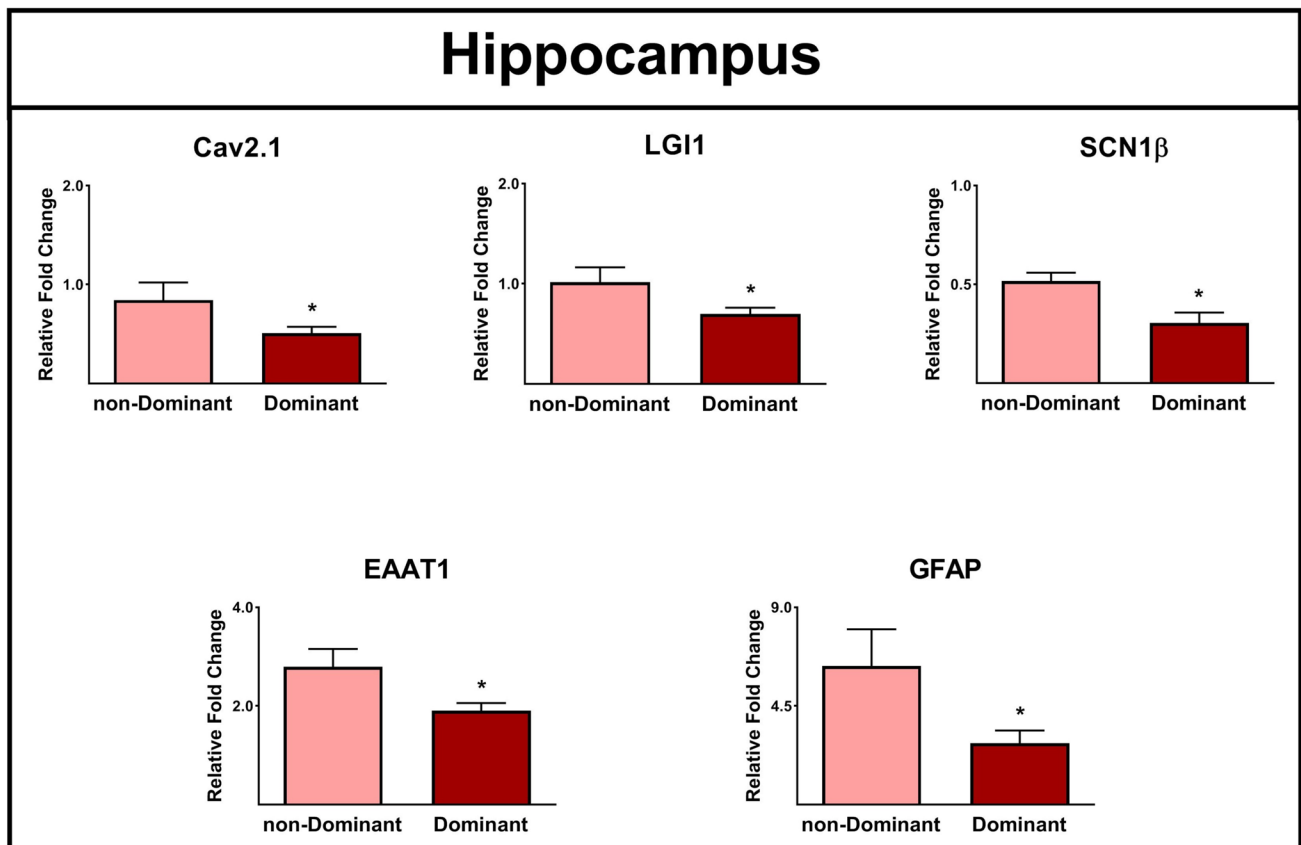 Hippocampus
Cav2.1
Relative Fold Change
2.0
1.0
non-Dominant
*
Dominant
LGI1
Relative Fold Change
2.0
1.0
non-Dominant
*
Dominant
SCN1β
Relative Fold Change
1.0
0.5
non-Dominant
*
Dominant
EAAT1
Relative Fold Change
4.0
2.0
non-Dominant
*
Dominant
GFAP
Relative Fold Change
9.0
4.5
non-Dominant
*
Dominant